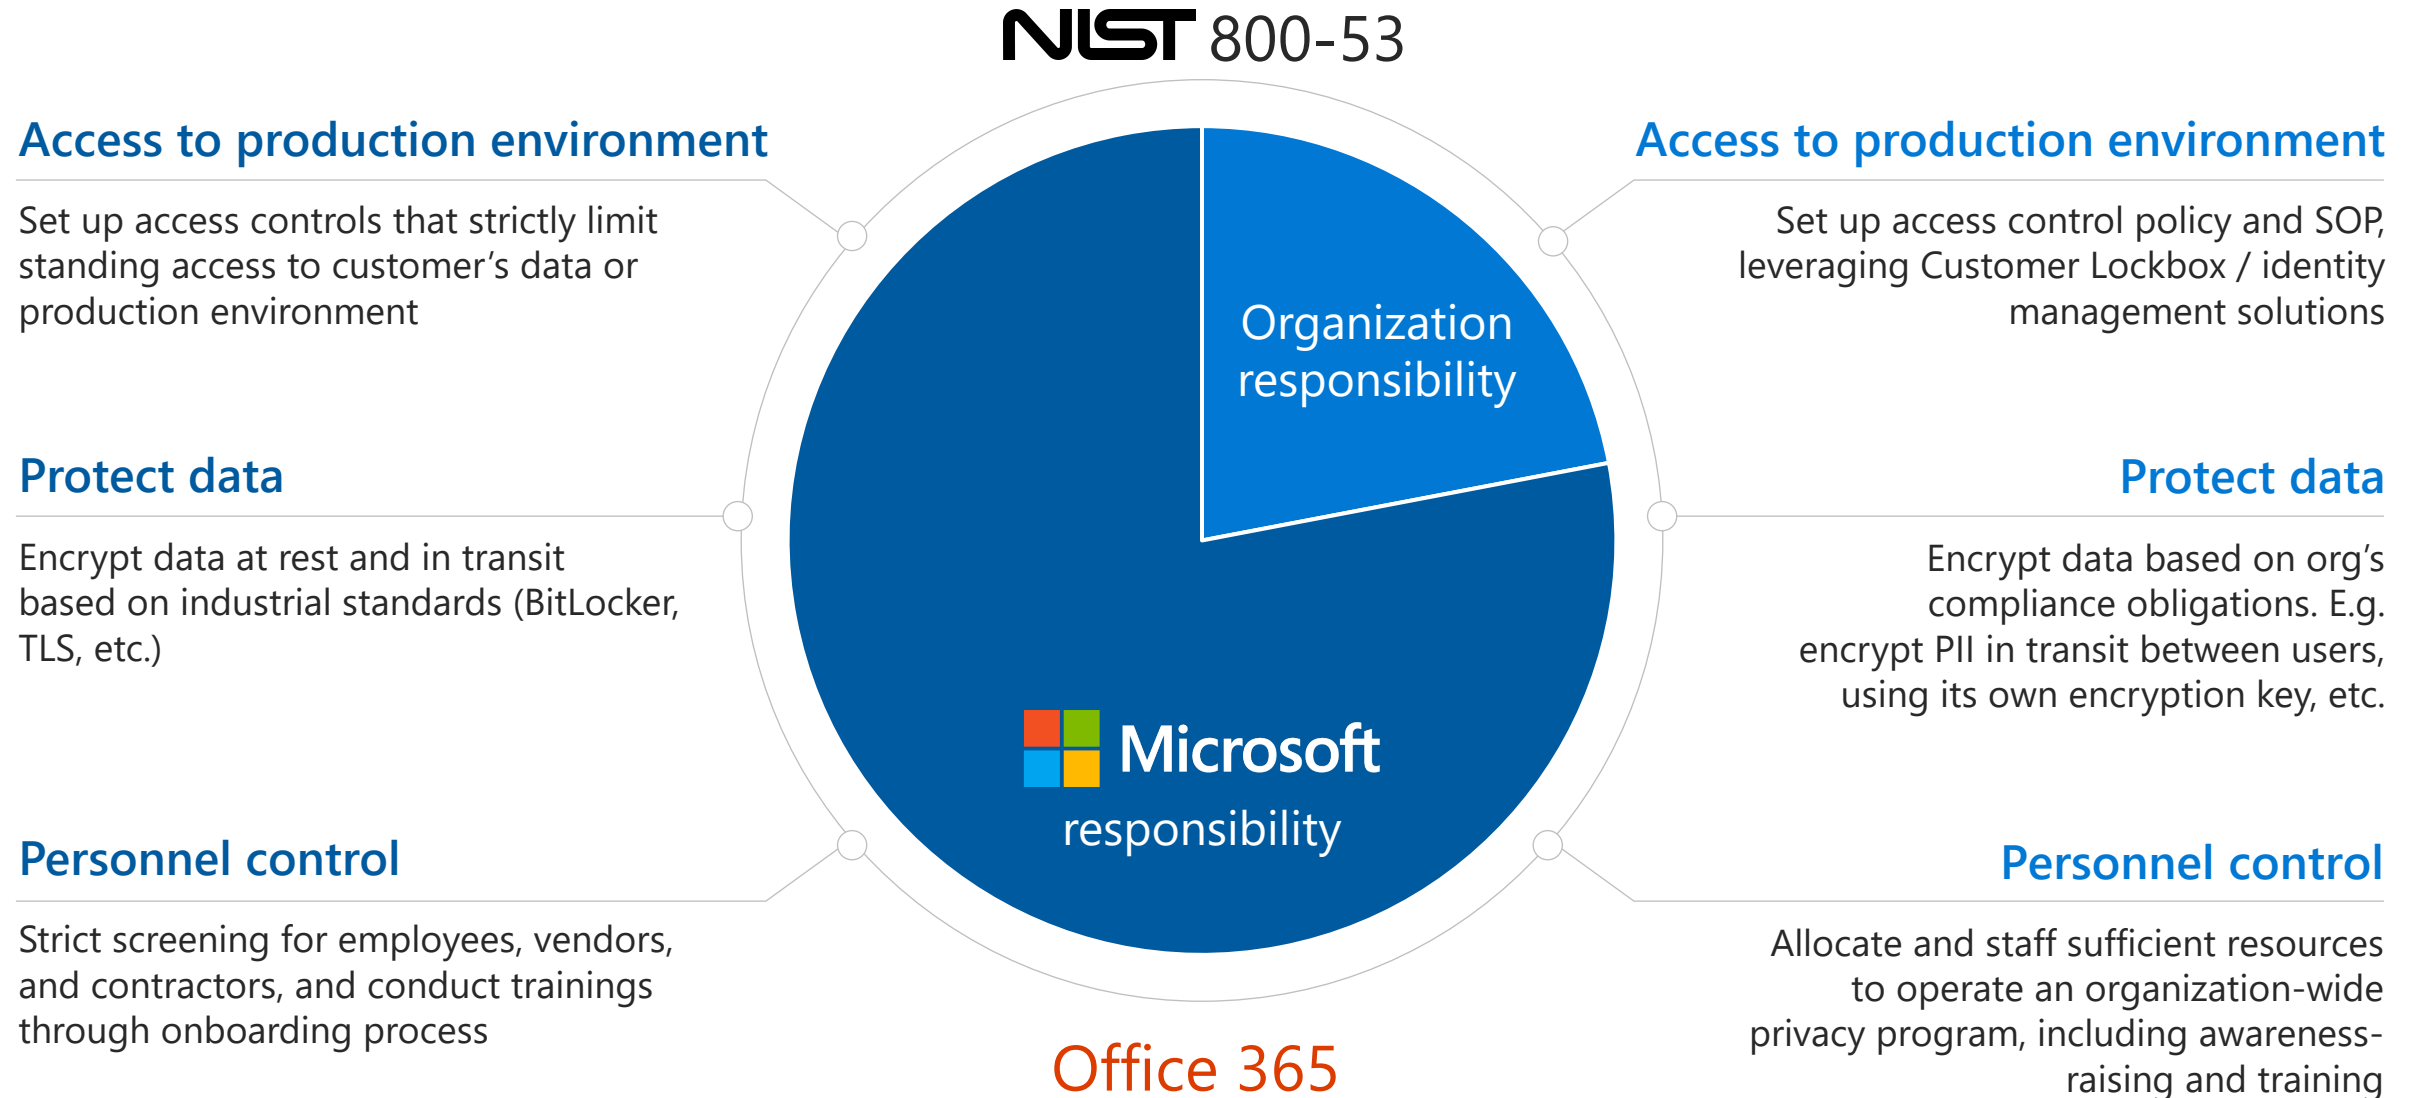 NIST 800-53
Access to production environment
Set up access controls that strictly limit
standing access to customer’s data or
production environment
Protect data
Encrypt data at rest and in transit
based on industrial standards (BitLocker,
TLS, etc.)
Personnel control
Strict screening for employees, vendors,
and contractors, and conduct trainings
through onboarding process
Organization
responsibility
Microsoft
responsibility
Office 365
Access to production environment
Set up access control policy and SOP,
leveraging Customer Lockbox / identity
management solutions
Protect data
Encrypt data based on org’s
compliance obligations. E.g.
encrypt PII in transit between users,
using its own encryption key, etc.
Personnel control
Allocate and staff sufficient resources
to operate an organization-wide
privacy program, including awareness-
raising and training